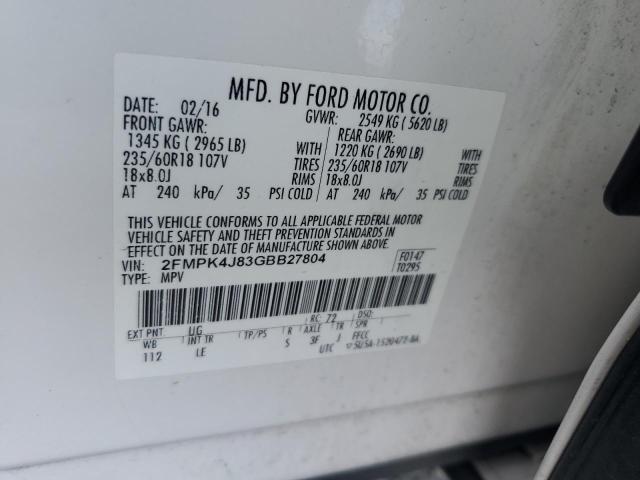 MFD. BY FORD MOTOR CO.
DATE: 02/16 GVWR: 2549 KG ( 5620 LB)
FRONT GAWR: REAR GAWR:
1345 KG ( 2965 LB) WITH 1220 KG ( 2690 LB) WITH
235/60R18 107V TIRES 235/60R18 107V TIRES
18x8.0J RIMS 18x8.0J RIMS
AT 240 kPa/ 35 PSI COLD AT 240 kPa/ 35 PSI COLD
THIS VEHICLE CONFORMS TO ALL APPLICABLE FEDERAL MOTOR
VEHICLE SAFETY AND THEFT PREVENTION STANDARDS IN
EFFECT ON THE DATE OF MANUFACTURE SHOWN ABOVE.
VIN: 2FMPK4J83GBB27804 F0147
TYPE: MPV T0295
RC: 72 DSO:
EXT PNT: UG
WB INT TR TP/PS R AXLE TR SPR
112 LE S 3F J FFCC
UTC